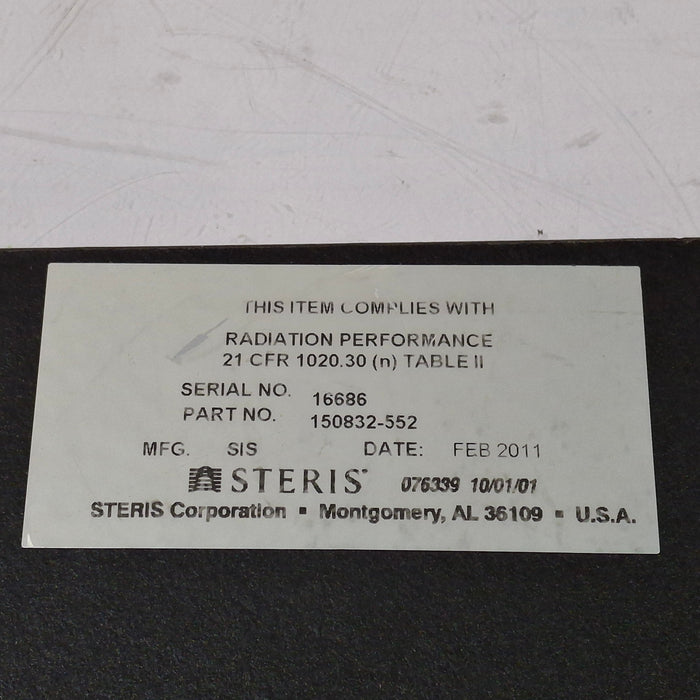 THIS ITEM COMPLIES WITH
RADIATION PERFORMANCE
21 CFR 1020.30 (n) TABLE II
SERIAL NO. 16686
PART NO. 150832-552
MFG. SIS DATE: FEB 2011
STERIS® 076339 10/01/01
STERIS Corporation ▪ Montgomery, AL 36109 ▪ U.S.A.